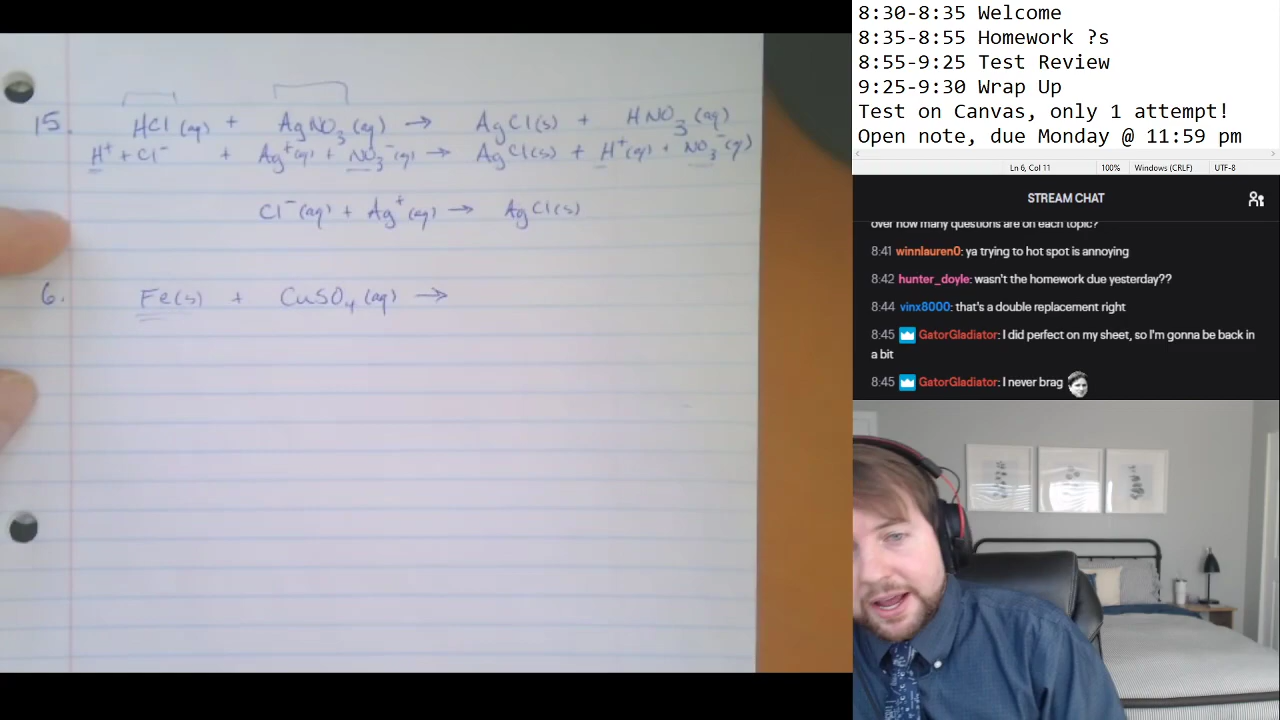 15. HCl (aq) + AgNO₃ (aq) → AgCl(s) + HNO₃ (aq)
H⁺ + Cl⁻ + Ag⁺(aq) + NO₃⁻(aq) → AgCl(s) + H⁺(aq) + NO₃⁻(aq)
Cl⁻(aq) + Ag⁺(aq) → AgCl(s)
6. Fe(s) + CuSO₄ (aq) →
8:30-8:35 Welcome
8:35-8:55 Homework ?s
8:55-9:25 Test Review
9:25-9:30 Wrap Up
Test on Canvas, only 1 attempt!
Open note, due Monday @ 11:59 pm
Ln 6, Col 11 100% Windows (CRLF) UTF-8
STREAM CHAT
over how many questions are on each topic?
8:41 winnlauren0: ya trying to hot spot is annoying
8:42 hunter_doyle: wasn't the homework due yesterday??
8:44 vinx8000: that's a double replacement right
8:45 GatorGladiator: I did perfect on my sheet, so I'm gonna be back in
a bit
8:45 GatorGladiator: I never brag